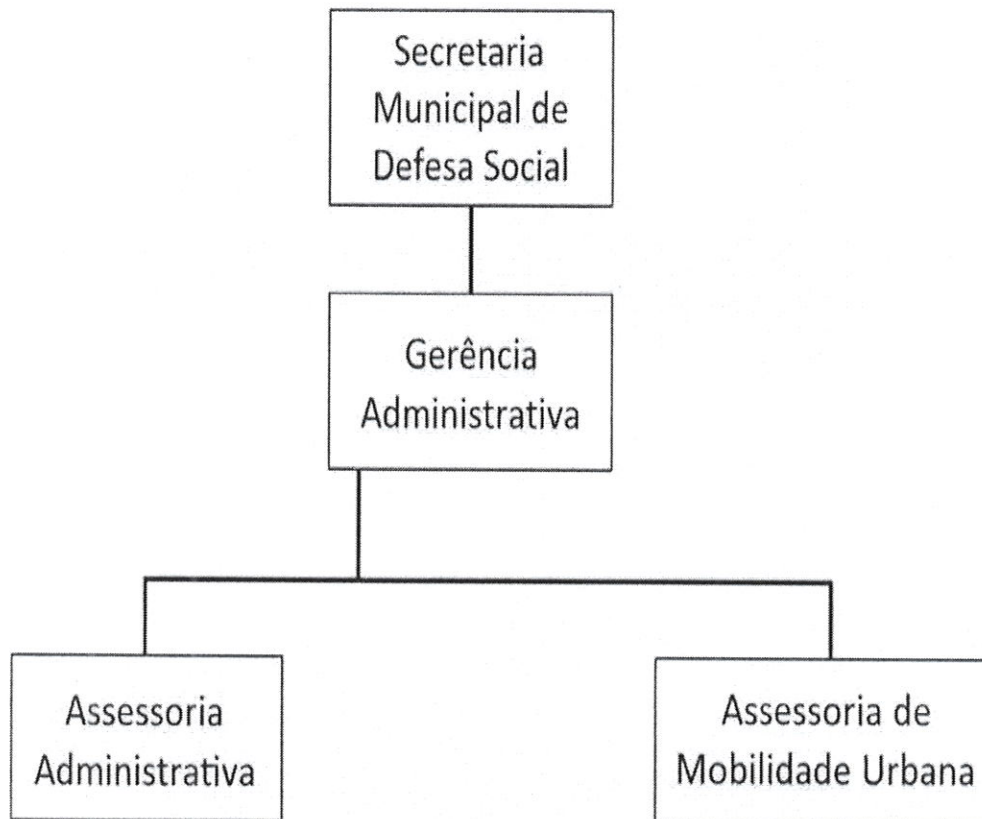 Secretaria
Municipal de
Defesa Social
Gerência
Administrativa
Assessoria
Administrativa
Assessoria de
Mobilidade Urbana